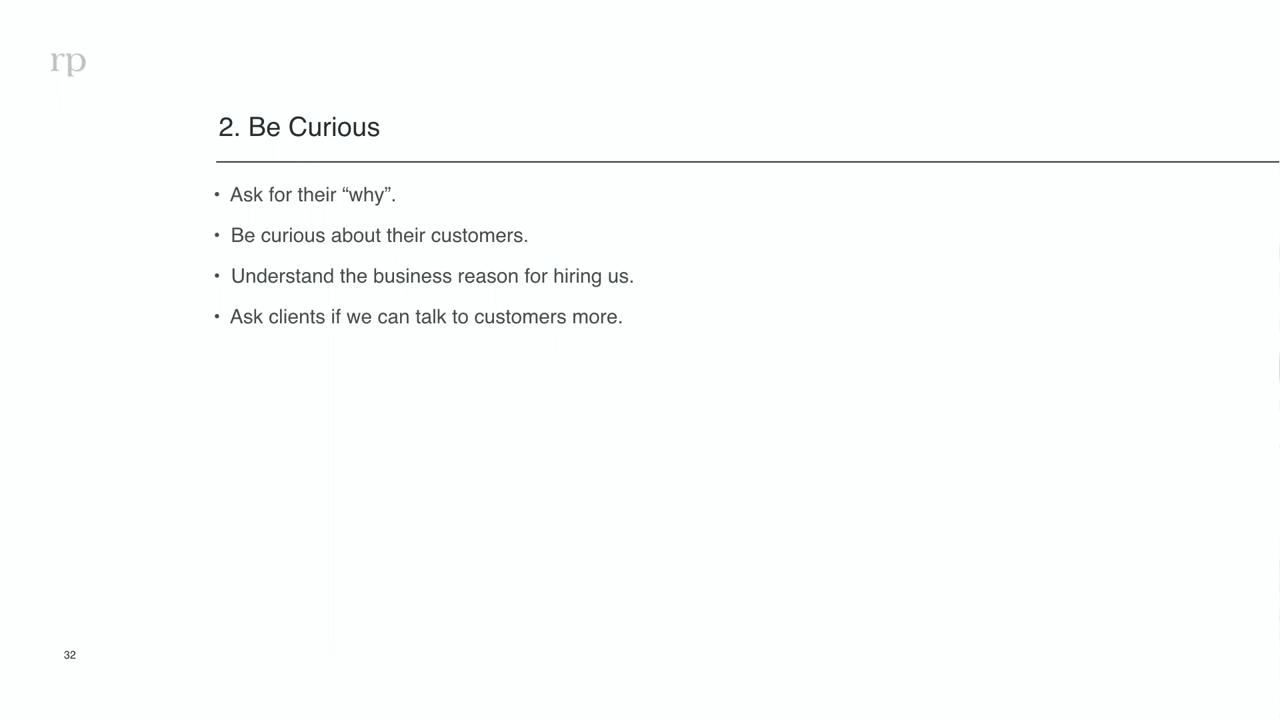 rp
2. Be Curious
• Ask for their “why”.
• Be curious about their customers.
• Understand the business reason for hiring us.
• Ask clients if we can talk to customers more.
32